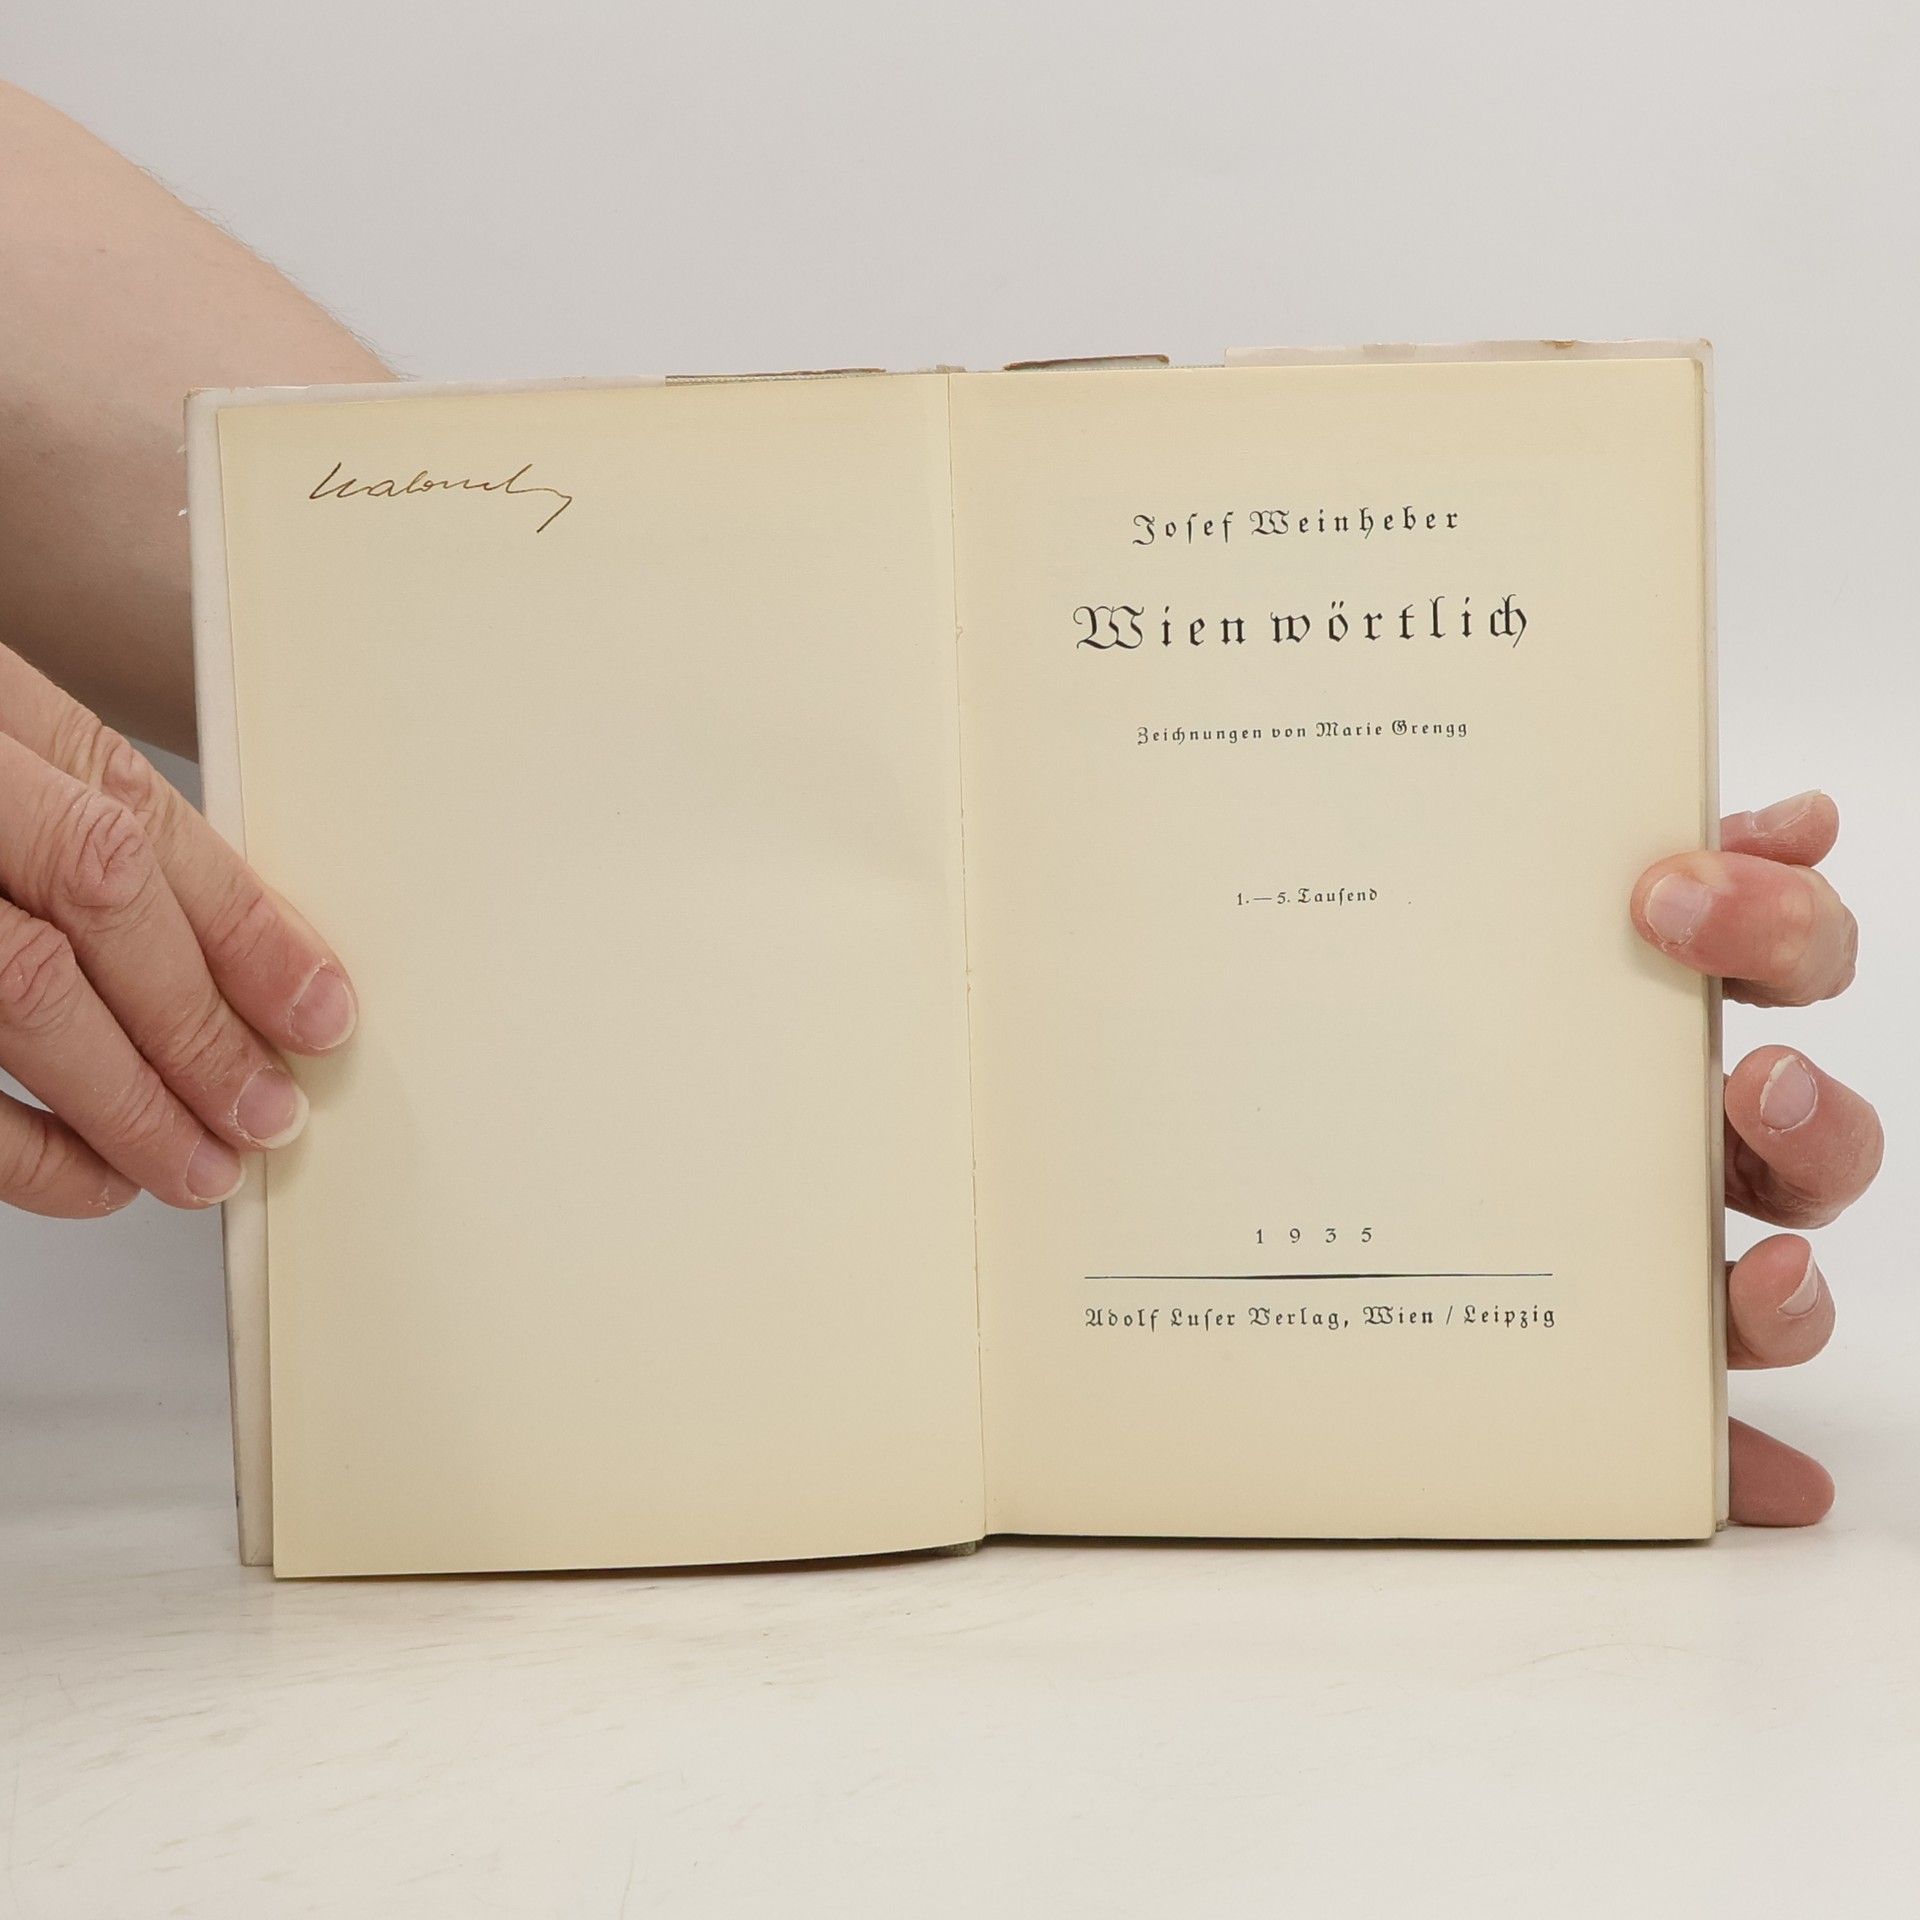 Josef Weinheber
Wien wörtlich
Zeichnungen von Marie Grengg
1.—5. Tausend
1935
Adolf Luser Verlag, Wien / Leipzig